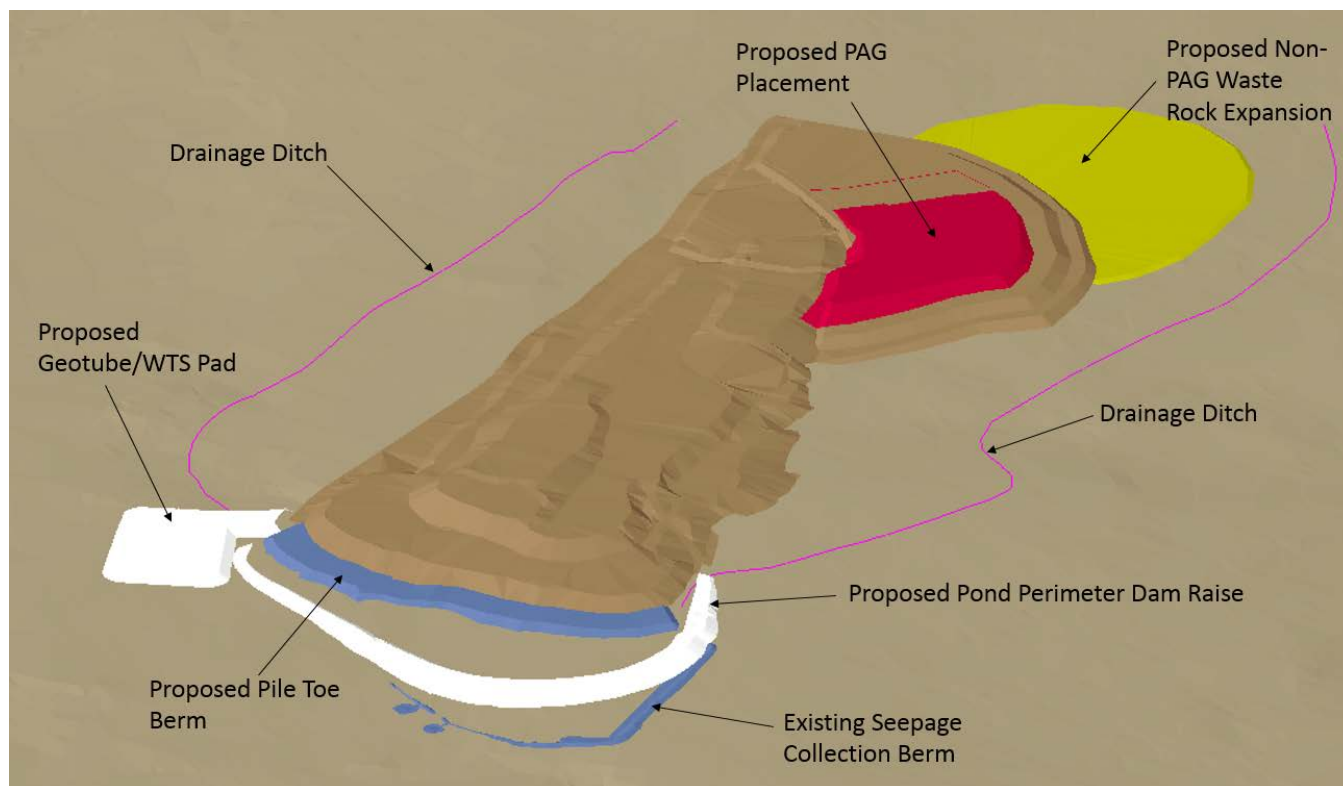 Proposed PAG
Placement
Proposed Non-
PAG Waste
Rock Expansion
Drainage Ditch
Proposed
Geotube/WTS Pad
Drainage Ditch
Proposed Pond Perimeter Dam Raise
Proposed Pile Toe
Berm
Existing Seepage
Collection Berm